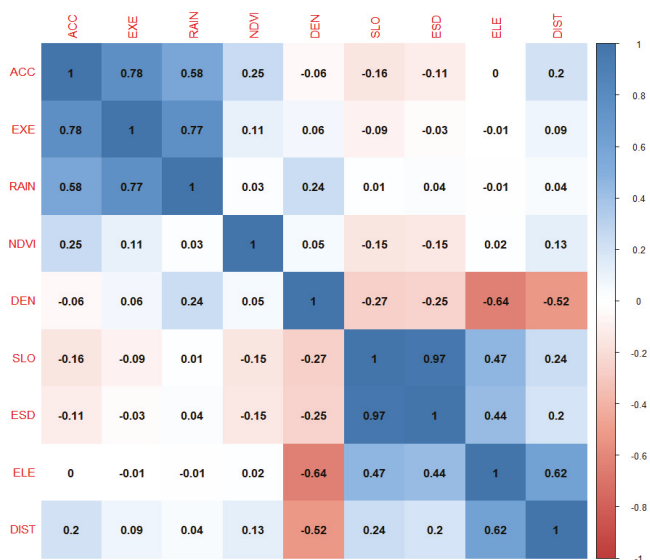 ACC EXE RAIN NDVI DEN SLO ESD ELE DIST
ACC 1 0.78 0.58 0.25 -0.06 -0.16 -0.11 0 0.2
EXE 0.78 1 0.77 0.11 0.06 -0.09 -0.03 -0.01 0.09
RAIN 0.58 0.77 1 0.03 0.24 0.01 0.04 -0.01 0.04
NDVI 0.25 0.11 0.03 1 0.05 -0.15 -0.15 0.02 0.13
DEN -0.06 0.06 0.24 0.05 1 -0.27 -0.25 -0.64 -0.52
SLO -0.16 -0.09 0.01 -0.15 -0.27 1 0.97 0.47 0.24
ESD -0.11 -0.03 0.04 -0.15 -0.25 0.97 1 0.44 0.2
ELE 0 -0.01 -0.01 0.02 -0.64 0.47 0.44 1 0.62
DIST 0.2 0.09 0.04 0.13 -0.52 0.24 0.2 0.62 1
1
0.8
0.6
0.4
0.2
0
-0.2
-0.4
-0.6
-0.8
-1